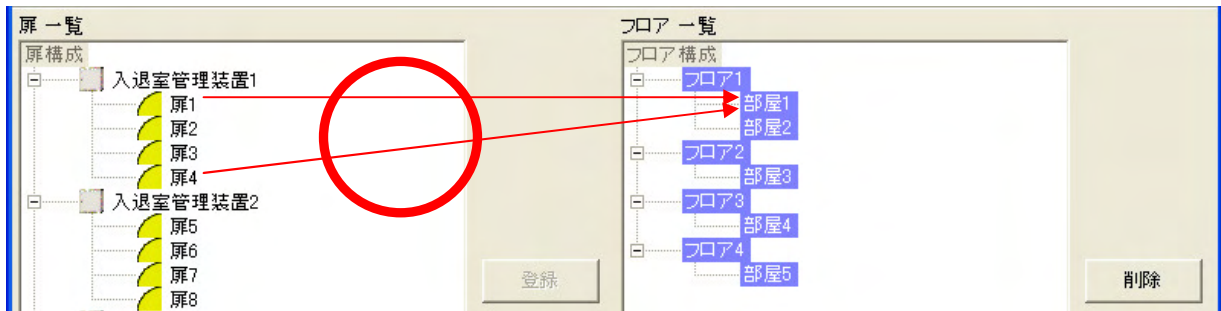 扉 一覧
扉構成
入退室管理装置1
扉1
扉2
扉3
扉4
入退室管理装置2
扉5
扉6
扉7
扉8
登録
フロア 一覧
フロア構成
フロア1
部屋1
部屋2
フロア2
部屋3
フロア3
部屋4
フロア4
部屋5
削除